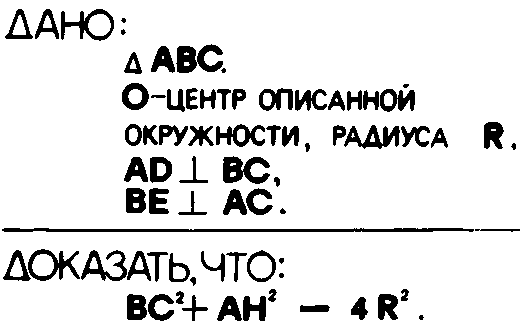 ДАНО:
Δ ABC.
O-ЦЕНТР ОПИСАННОЙ
ОКРУЖНОСТИ, РАДИУСА R.
AD ⊥ BC,
BE ⊥ AC.
ДОКАЗАТЬ, ЧТО:
BC²+ AH² — 4 R².